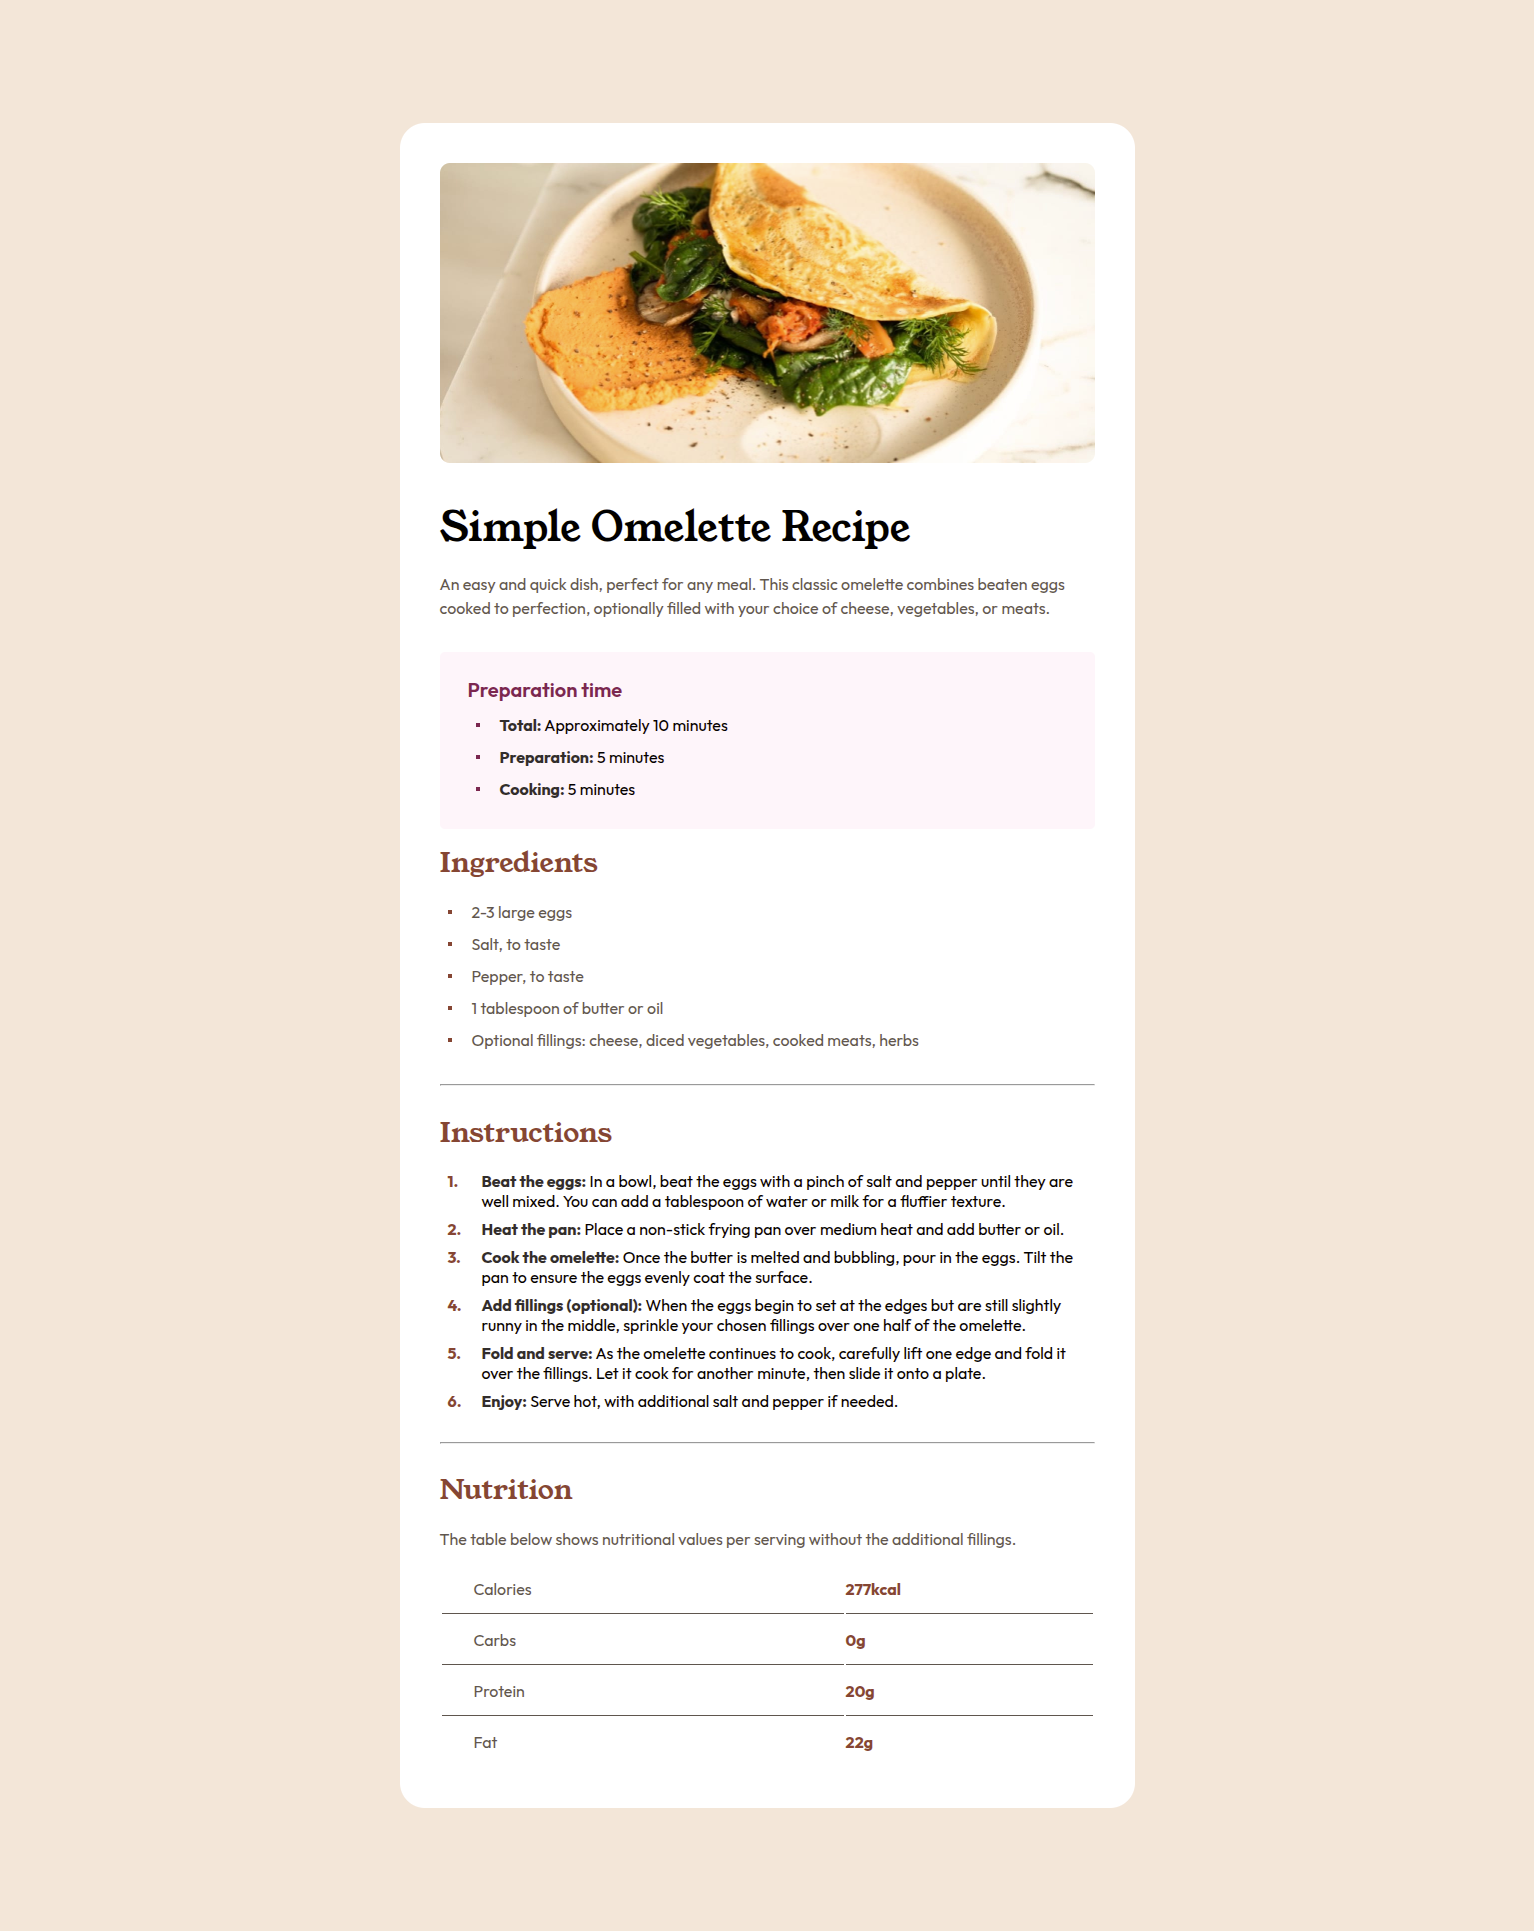 Simple Omelette Recipe
An easy and quick dish, perfect for any meal. This classic omelette combines beaten eggs
cooked to perfection, optionally filled with your choice of cheese, vegetables, or meats.
Preparation time
▪ Total: Approximately 10 minutes
▪ Preparation: 5 minutes
▪ Cooking: 5 minutes
Ingredients
▪ 2-3 large eggs
▪ Salt, to taste
▪ Pepper, to taste
▪ 1 tablespoon of butter or oil
▪ Optional fillings: cheese, diced vegetables, cooked meats, herbs
Instructions
1. Beat the eggs: In a bowl, beat the eggs with a pinch of salt and pepper until they are
well mixed. You can add a tablespoon of water or milk for a fluffier texture.
2. Heat the pan: Place a non-stick frying pan over medium heat and add butter or oil.
3. Cook the omelette: Once the butter is melted and bubbling, pour in the eggs. Tilt the
pan to ensure the eggs evenly coat the surface.
4. Add fillings (optional): When the eggs begin to set at the edges but are still slightly
runny in the middle, sprinkle your chosen fillings over one half of the omelette.
5. Fold and serve: As the omelette continues to cook, carefully lift one edge and fold it
over the fillings. Let it cook for another minute, then slide it onto a plate.
6. Enjoy: Serve hot, with additional salt and pepper if needed.
Nutrition
The table below shows nutritional values per serving without the additional fillings.
Calories 277kcal
Carbs 0g
Protein 20g
Fat 22g